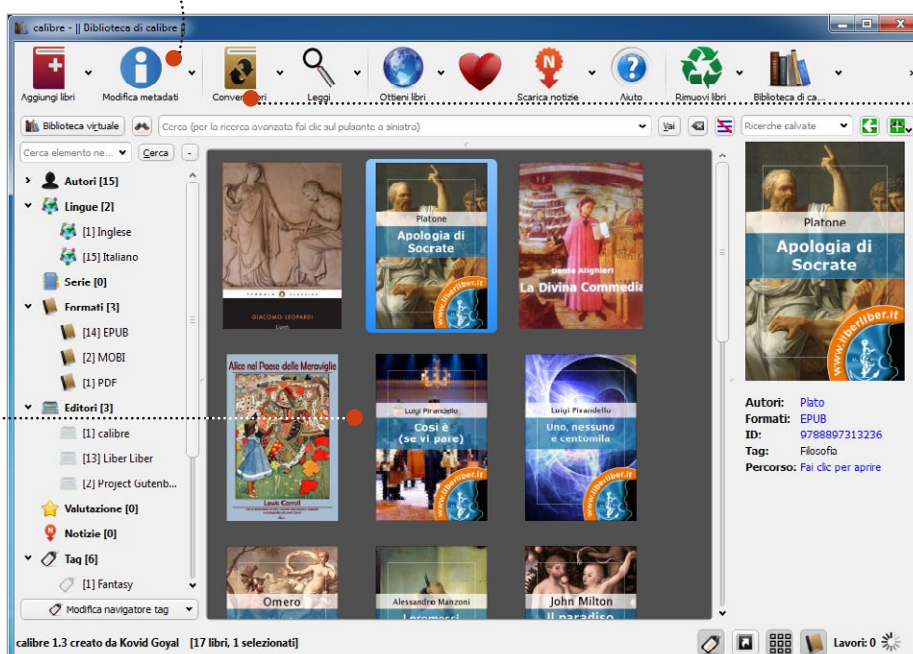 calibre - || Biblioteca di calibre ||
Aggiungi libri
Modifica metadati
Leggi
Ottieni libri
N
Scarica notizie
Aiuto
Rimuovi libri
Biblioteca di ca...
Biblioteca virtuale
Cerca (per la ricerca avanzata fai clic sul pulsante a sinistra)
Vai
Ricerche salvate
Cerca elemento ne...
Cerca
-
Autori [15]
Lingue [2]
[1] Inglese
[15] Italiano
Serie [0]
Formati [3]
[14] EPUB
[2] MOBI
[1] PDF
Editori [3]
[1] calibre
[13] Liber Liber
[2] Project Gutenb...
Valutazione [0]
Notizie [0]
Tag [6]
[1] Fantasy
Modifica navigatore tag
PENGUIN CLASSICS
GIACOMO LEOPARDI
Canti
Platone
Apologia di
Socrate
www.liberliber.it
Dante Alighieri
La Divina Commedia
Alice nel Paese delle Meraviglie
Lewis Carroll
Luigi Pirandello
Così è
(se vi pare)
www.liberliber.it
Luigi Pirandello
Uno, nessuno
e centomila
www.liberliber.it
Omero
Alessandro Manzoni
I promessi
John Milton
Il paradiso
Platone
Apologia di
Socrate
www.liberliber.it
Autori: Plato
Formati: EPUB
ID: 9788897313236
Tag: Filosofia
Percorso: Fai clic per aprire
calibre 1.3 creato da Kovid Goyal [17 libri, 1 selezionati]
Lavori: 0